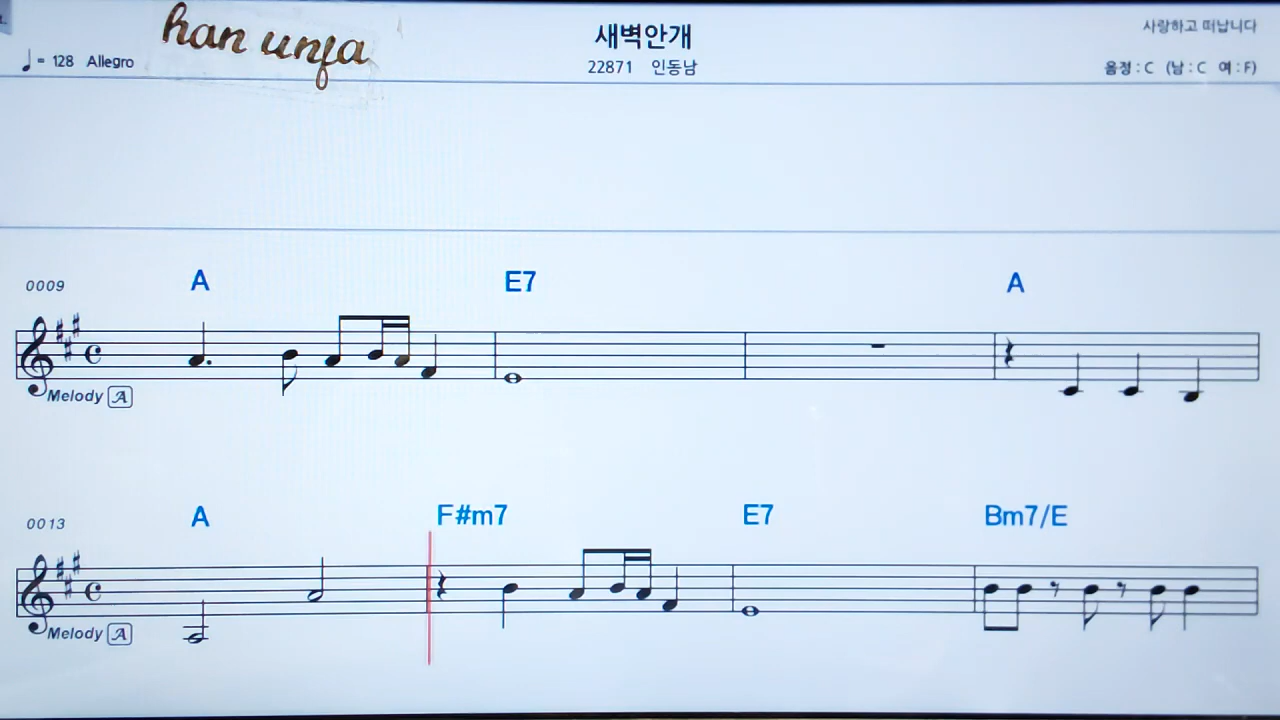 han unja
새벽안개
사랑하고 떠납니다
♩= 128 Allegro
22871 인동남
음정 : C (남 : C 여 : F)
0009
A
E7
A
Melody A
0013
A
F#m7
E7
Bm7/E
Melody A